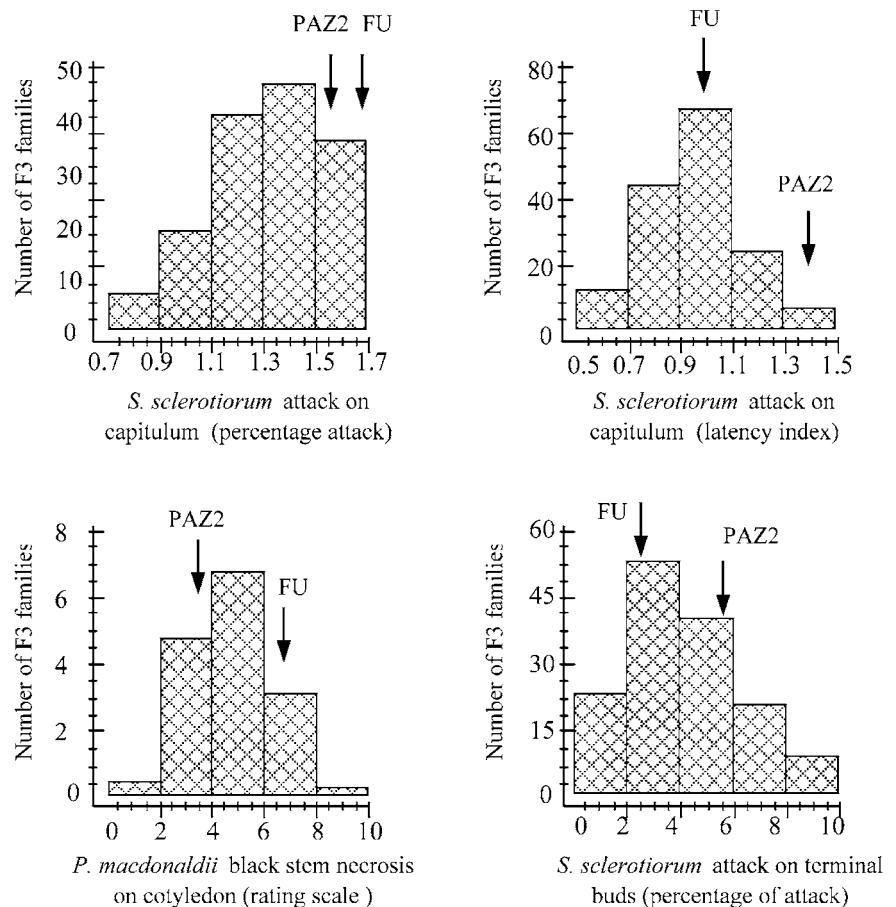 PAZ2 FU
50
40
30
20
10
0
Number of F3 families
0.7 0.9 1.1 1.3 1.5 1.7
S. sclerotiorum attack on
capitulum (percentage attack)
FU
PAZ2
80
60
40
20
0
Number of F3 families
0.5 0.7 0.9 1.1 1.3 1.5
S. sclerotiorum attack on
capitulum (latency index)
PAZ2
FU
8
6
4
2
0
Number of F3 families
0 2 4 6 8 10
P. macdonaldii black stem necrosis
on cotyledon (rating scale )
FU
PAZ2
60
45
30
15
0
Number of F3 families
0 2 4 6 8 10
S. sclerotiorum attack on terminal
buds (percentage of attack)